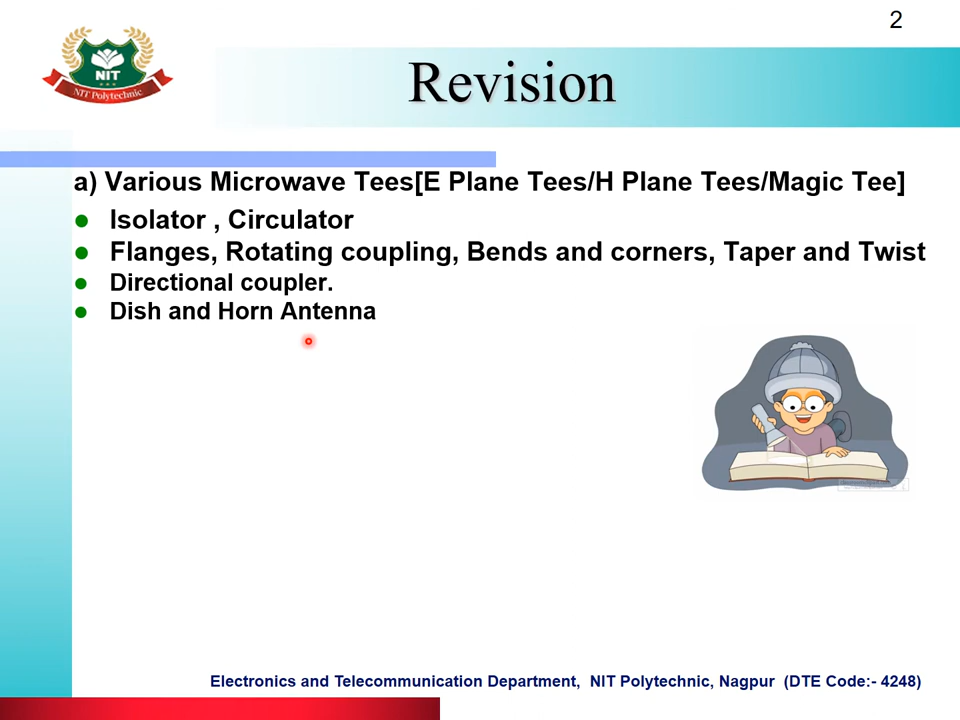 2
NIT
NIT Polytechnic
Revision
a) Various Microwave Tees[E Plane Tees/H Plane Tees/Magic Tee]
Isolator , Circulator
Flanges, Rotating coupling, Bends and corners, Taper and Twist
Directional coupler.
Dish and Horn Antenna
Electronics and Telecommunication Department, NIT Polytechnic, Nagpur (DTE Code:- 4248)